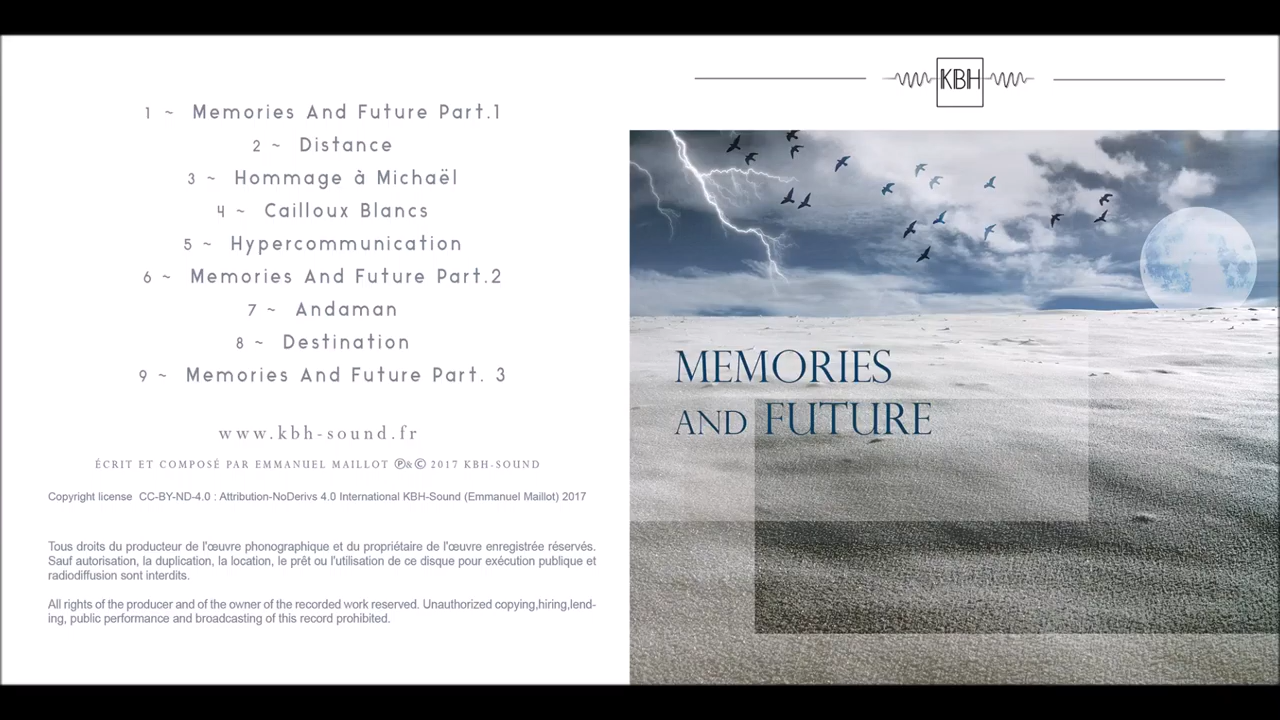 1 ~ Memories And Future Part.1
2 ~ Distance
3 ~ Hommage à Michaël
4 ~ Cailloux Blancs
5 ~ Hypercommunication
6 ~ Memories And Future Part.2
7 ~ Andaman
8 ~ Destination
9 ~ Memories And Future Part. 3
www.kbh-sound.fr
ÉCRIT ET COMPOSÉ PAR EMMANUEL MAILLOT ℗&© 2017 KBH-SOUND
Copyright license CC-BY-ND-4.0 : Attribution-NoDerivs 4.0 International KBH-Sound (Emmanuel Maillot) 2017
Tous droits du producteur de l'œuvre phonographique et du propriétaire de l'œuvre enregistrée réservés.
Sauf autorisation, la duplication, la location, le prêt ou l'utilisation de ce disque pour exécution publique et
radiodiffusion sont interdits.
All rights of the producer and of the owner of the recorded work reserved. Unauthorized copying,hiring,lend-
ing, public performance and broadcasting of this record prohibited.
KBH
MEMORIES
AND FUTURE